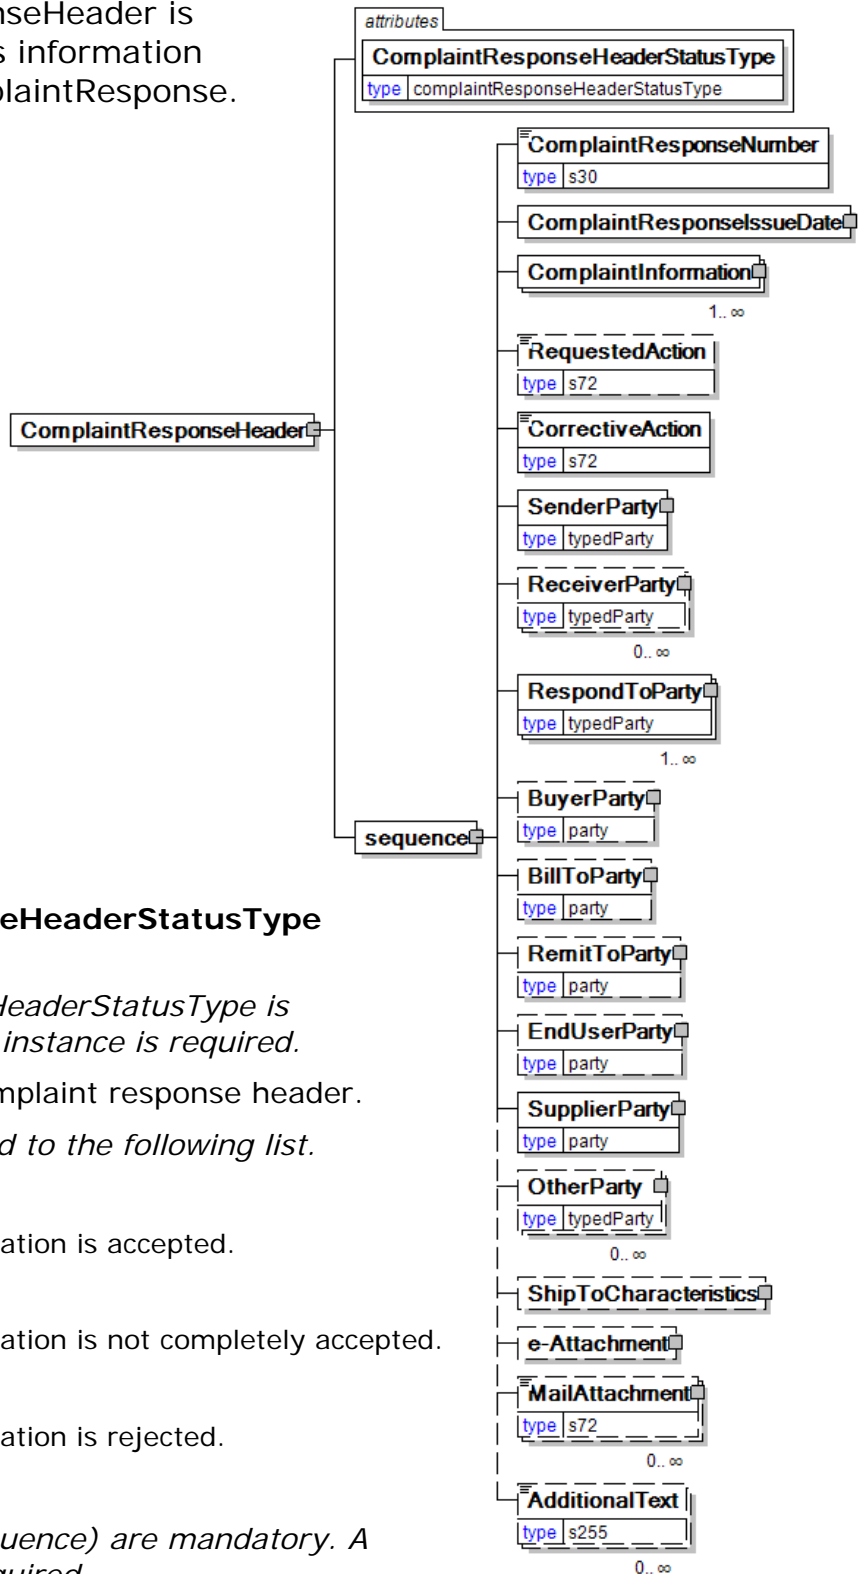 nseHeader is
s information
plaintResponse.
attributes
ComplaintResponseHeaderStatusType
type complaintResponseHeaderStatusType
ComplaintResponseNumber
type s30
ComplaintResponseIssueDate
ComplaintInformation
1..∞
RequestedAction
type s72
ComplaintResponseHeader
CorrectiveAction
type s72
SenderParty
type typedParty
ReceiverParty
type typedParty
0..∞
RespondToParty
type typedParty
1..∞
BuyerParty
type party
sequence
BillToParty
type party
eHeaderStatusType
RemitToParty
type party
HeaderStatusType is
instance is required.
EndUserParty
type party
mplaint response header.
SupplierParty
type party
d to the following list.
OtherParty
type typedParty
0..∞
ation is accepted.
ShipToCharacteristics
e-Attachment
ation is not completely accepted.
MailAttachment
type s72
0..∞
ation is rejected.
AdditionalText
type s255
0..∞
uence) are mandatory. A
quired